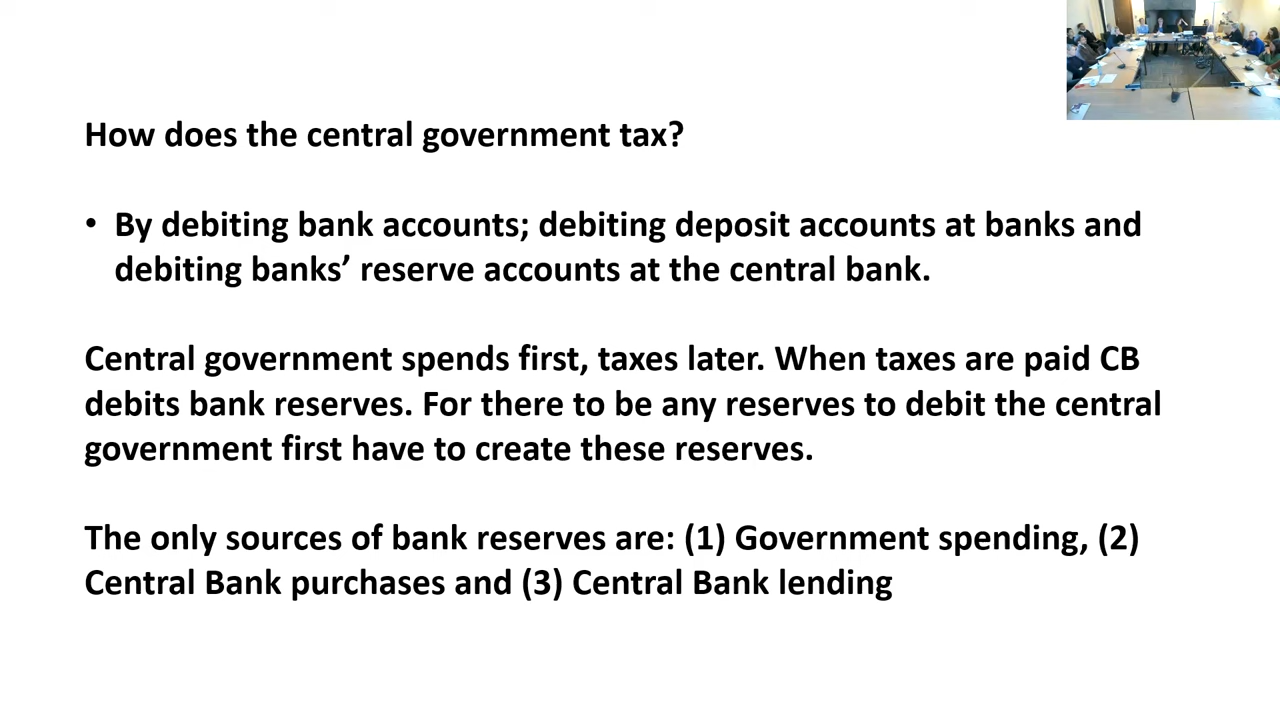 How does the central government tax?
• By debiting bank accounts; debiting deposit accounts at banks and
debiting banks’ reserve accounts at the central bank.
Central government spends first, taxes later. When taxes are paid CB
debits bank reserves. For there to be any reserves to debit the central
government first have to create these reserves.
The only sources of bank reserves are: (1) Government spending, (2)
Central Bank purchases and (3) Central Bank lending